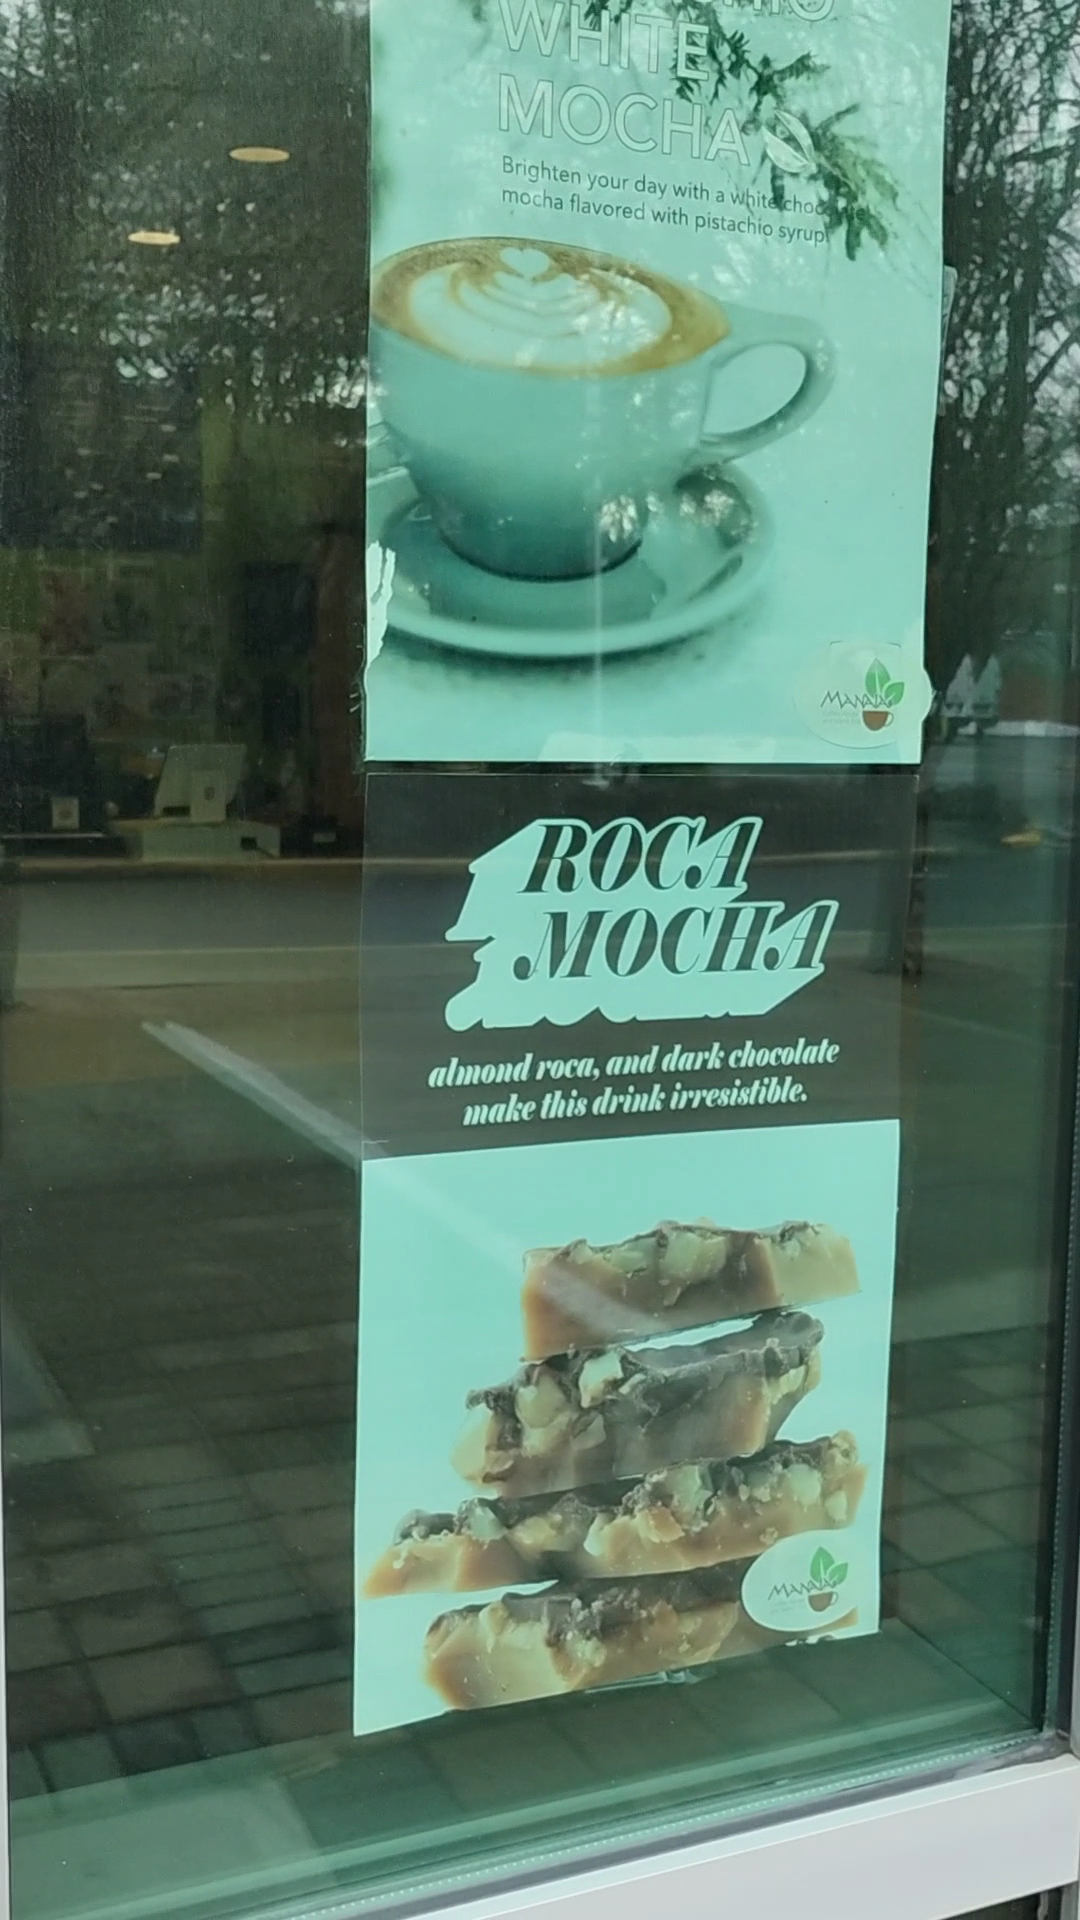 WHITE
MOCHA
Brighten your day with a white
mocha flavored with pistachio syrup.
ROCA
MOCHA
almond roca, and dark chocolate
make this drink irresistible.